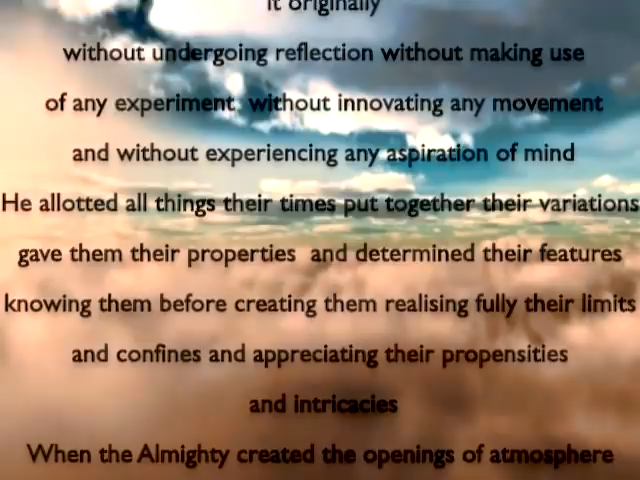 it originally
without undergoing reflection without making use
of any experiment without innovating any movement
and without experiencing any aspiration of mind
He allotted all things their times put together their variations
gave them their properties and determined their features
knowing them before creating them realising fully their limits
and confines and appreciating their propensities
and intricacies
When the Almighty created the openings of atmosphere